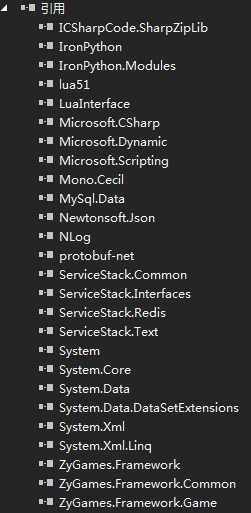 引用
ICSharpCode.SharpZipLib
IronPython
IronPython.Modules
lua51
LuaInterface
Microsoft.CSharp
Microsoft.Dynamic
Microsoft.Scripting
Mono.Cecil
MySql.Data
Newtonsoft.Json
NLog
protobuf-net
ServiceStack.Common
ServiceStack.Interfaces
ServiceStack.Redis
ServiceStack.Text
System
System.Core
System.Data
System.Data.DataSetExtensions
System.Xml
System.Xml.Linq
ZyGames.Framework
ZyGames.Framework.Common
ZyGames.Framework.Game